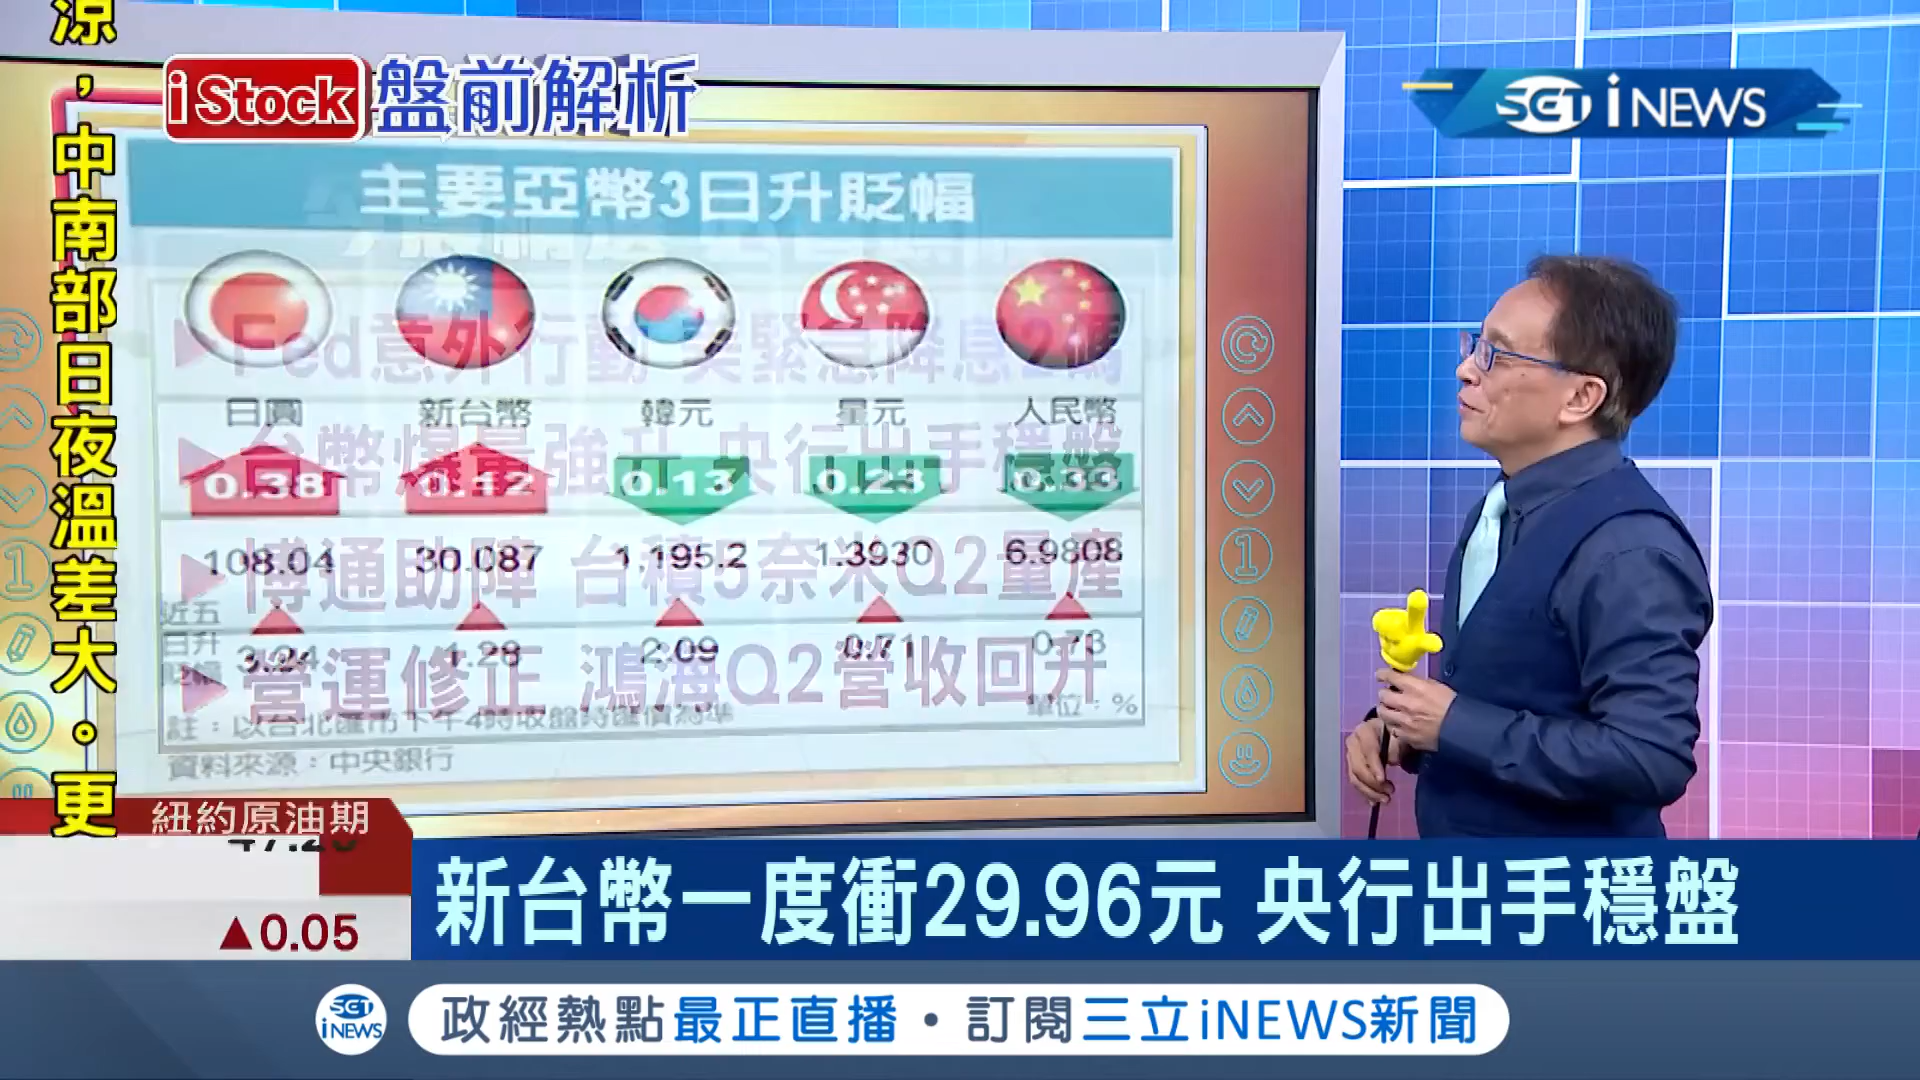 涼，中南部日夜溫差大。更
i Stock 盤前解析
SET iNEWS
主要亞幣3日升貶幅
Fed意外行動 美緊急降息2碼
日圓 新台幣 韓元 星元 人民幣
台幣爆量強升 央行出手穩盤
0.38 0.12 0.13 0.23 0.33
108.04 30.087 1,195.2 1.3930 6.9808
博通助陣 台積5奈米Q2量產
近五日升貶幅 3.24 1.28 2.09 0.71 0.73
營運修正 鴻海Q2營收回升
註：以台北匯市下午4時收盤時匯價為準
單位：%
資料來源：中央銀行
紐約原油期
47.20
▲0.05
新台幣一度衝29.96元 央行出手穩盤
SET iNEWS
政經熱點最正直播・訂閱三立iNEWS新聞